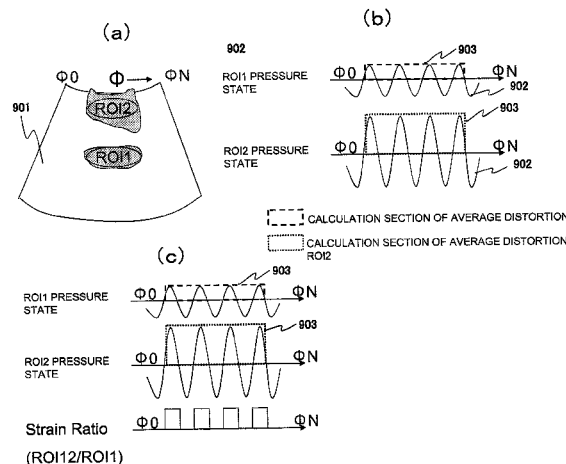 (a)
Φ0 Φ ΦN
901
ROI2
ROI1
(b)
902
903
ROI1 PRESSURE
STATE
Φ0 ΦN
902
903
ROI2 PRESSURE
STATE
Φ0 ΦN
902
CALCULATION SECTION OF AVERAGE DISTORTION
CALCULATION SECTION OF AVERAGE DISTORTION
ROI2
(c)
903
ROI1 PRESSURE
STATE
Φ0 ΦN
903
ROI2 PRESSURE
STATE
Φ0 ΦN
Strain Ratio
(ROI12/ROI1)
Φ0 ΦN